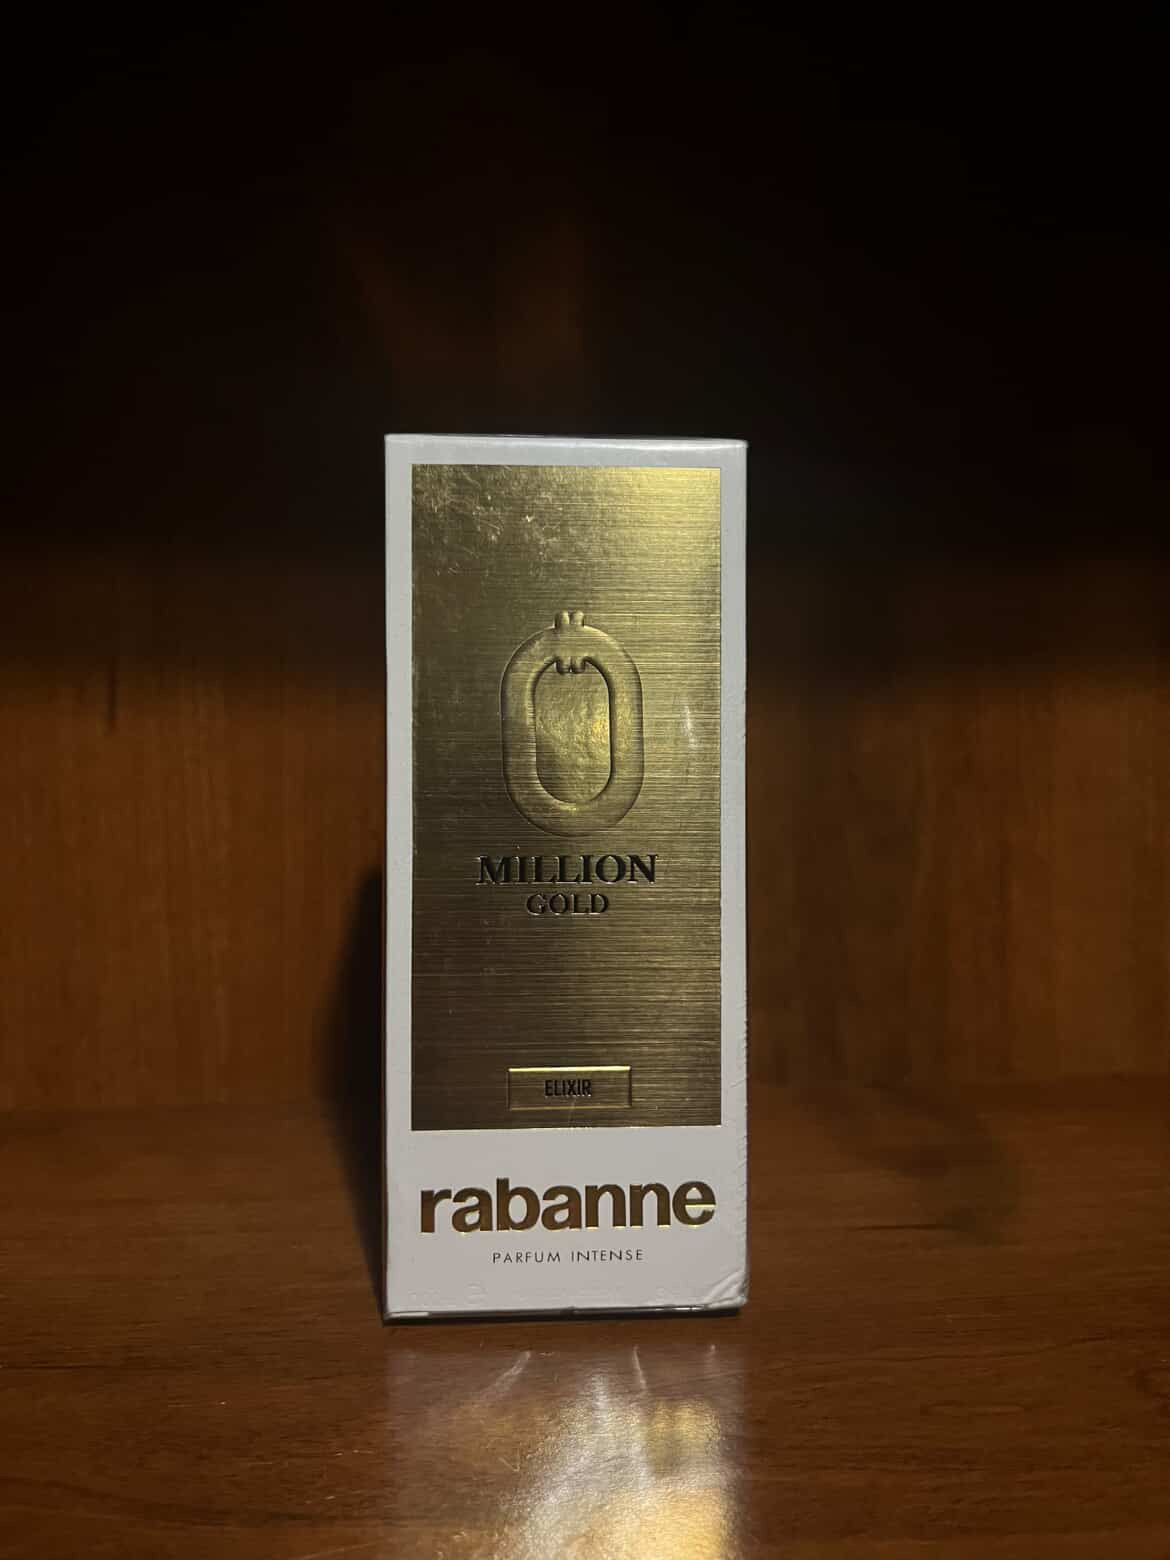 MILLION
GOLD
ELIXIR
rabanne
PARFUM INTENSE